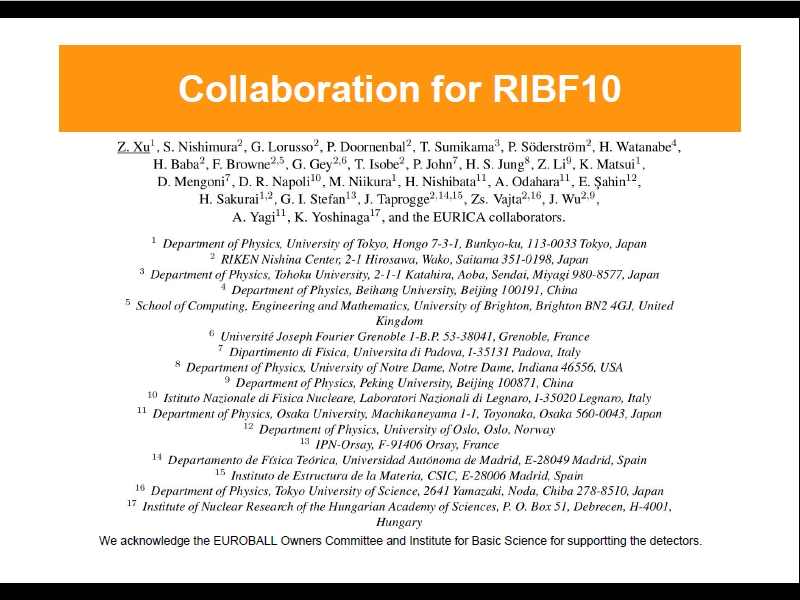 Collaboration for RIBF10
Z. Xu¹, S. Nishimura², G. Lorusso², P. Doornenbal², T. Sumikama³, P. Söderström², H. Watanabe⁴,
H. Baba², F. Browne²,⁵, G. Gey²,⁶, T. Isobe², P. John⁷, H. S. Jung⁸, Z. Li⁹, K. Matsui¹,
D. Mengoni⁷, D. R. Napoli¹⁰, M. Niikura¹, H. Nishibata¹¹, A. Odahara¹¹, E. Şahin¹²,
H. Sakurai¹,², G. I. Stefan¹³, J. Taprogge²,¹⁴,¹⁵, Zs. Vajta²,¹⁶, J. Wu²,⁹,
A. Yagi¹¹, K. Yoshinaga¹⁷, and the EURICA collaborators.
¹ Department of Physics, University of Tokyo, Hongo 7-3-1, Bunkyo-ku, 113-0033 Tokyo, Japan
² RIKEN Nishina Center, 2-1 Hirosawa, Wako, Saitama 351-0198, Japan
³ Department of Physics, Tohoku University, 2-1-1 Katahira, Aoba, Sendai, Miyagi 980-8577, Japan
⁴ Department of Physics, Beihang University, Beijing 100191, China
⁵ School of Computing, Engineering and Mathematics, University of Brighton, Brighton BN2 4GJ, United
Kingdom
⁶ Université Joseph Fourier Grenoble 1-B.P. 53-38041, Grenoble, France
⁷ Dipartimento di Fisica, Universita di Padova, I-35131 Padova, Italy
⁸ Department of Physics, University of Notre Dame, Notre Dame, Indiana 46556, USA
⁹ Department of Physics, Peking University, Beijing 100871, China
¹⁰ Istituto Nazionale di Fisica Nucleare, Laboratori Nazionali di Legnaro, I-35020 Legnaro, Italy
¹¹ Department of Physics, Osaka University, Machikaneyama 1-1, Toyonaka, Osaka 560-0043, Japan
¹² Department of Physics, University of Oslo, Oslo, Norway
¹³ IPN-Orsay, F-91406 Orsay, France
¹⁴ Departamento de Física Teórica, Universidad Autónoma de Madrid, E-28049 Madrid, Spain
¹⁵ Instituto de Estructura de la Materia, CSIC, E-28006 Madrid, Spain
¹⁶ Department of Physics, Tokyo University of Science, 2641 Yamazaki, Noda, Chiba 278-8510, Japan
¹⁷ Institute of Nuclear Research of the Hungarian Academy of Sciences, P. O. Box 51, Debrecen, H-4001,
Hungary
We acknowledge the EUROBALL Owners Committee and Institute for Basic Science for supportting the detectors.